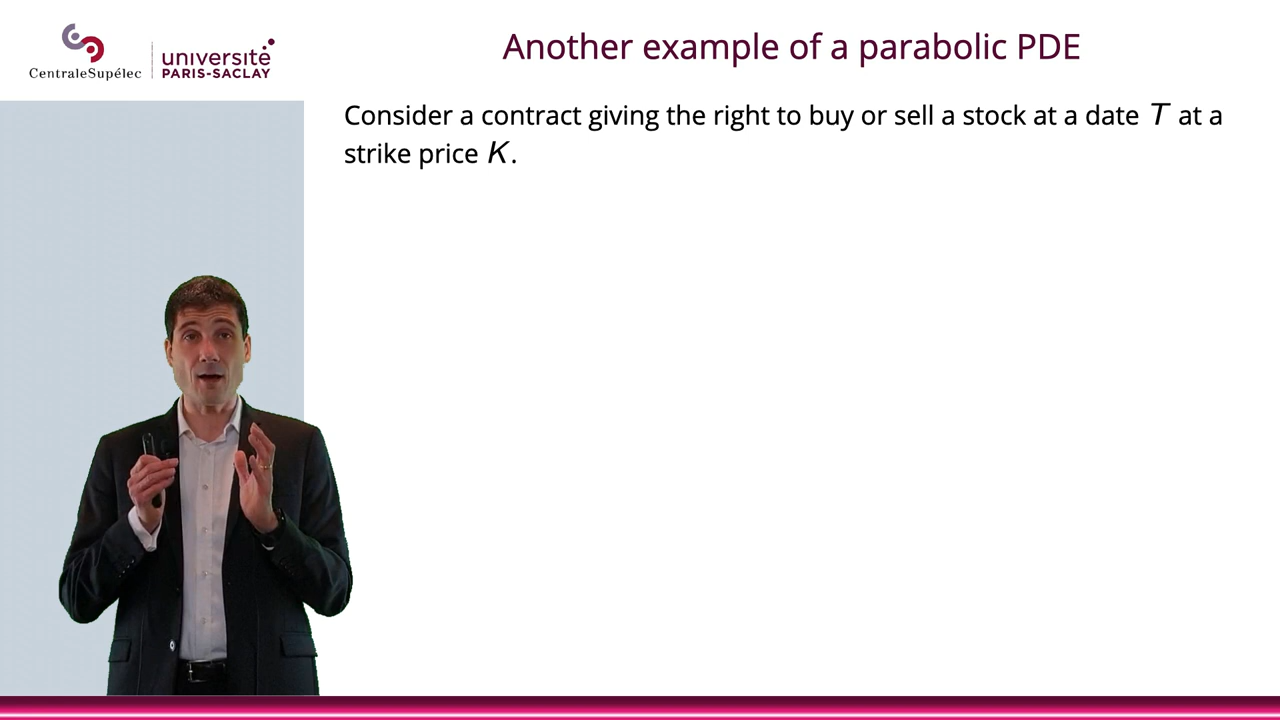 CentraleSupélec
université
PARIS-SACLAY
Another example of a parabolic PDE
Consider a contract giving the right to buy or sell a stock at a date T at a
strike price K.